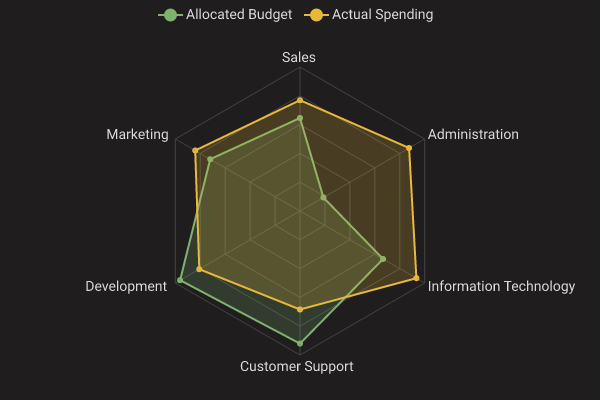 Allocated Budget
Actual Spending
Sales
Marketing
Administration
Development
Information Technology
Customer Support